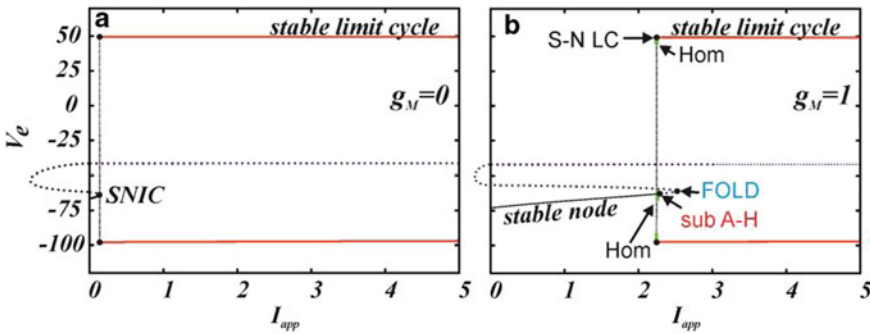 a
stable limit cycle
50
25
0
-25
-50
-75
-100
V_e
g_M=0
SNIC
0 1 2 3 4 5
I_app
b
S-N LC
stable limit cycle
Hom
g_M=1
FOLD
stable node
sub A-H
Hom
0 1 2 3 4 5
I_app